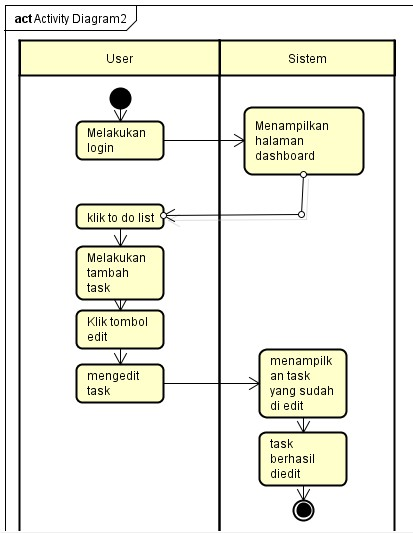 act Activity Diagram2
User
Sistem
Melakukan
login
Menampilkan
halaman
dashboard
klik to do list
Melakukan
tambah
task
Klik tombol
edit
mengedit
task
menampilk
an task
yang sudah
di edit
task
berhasil
diedit